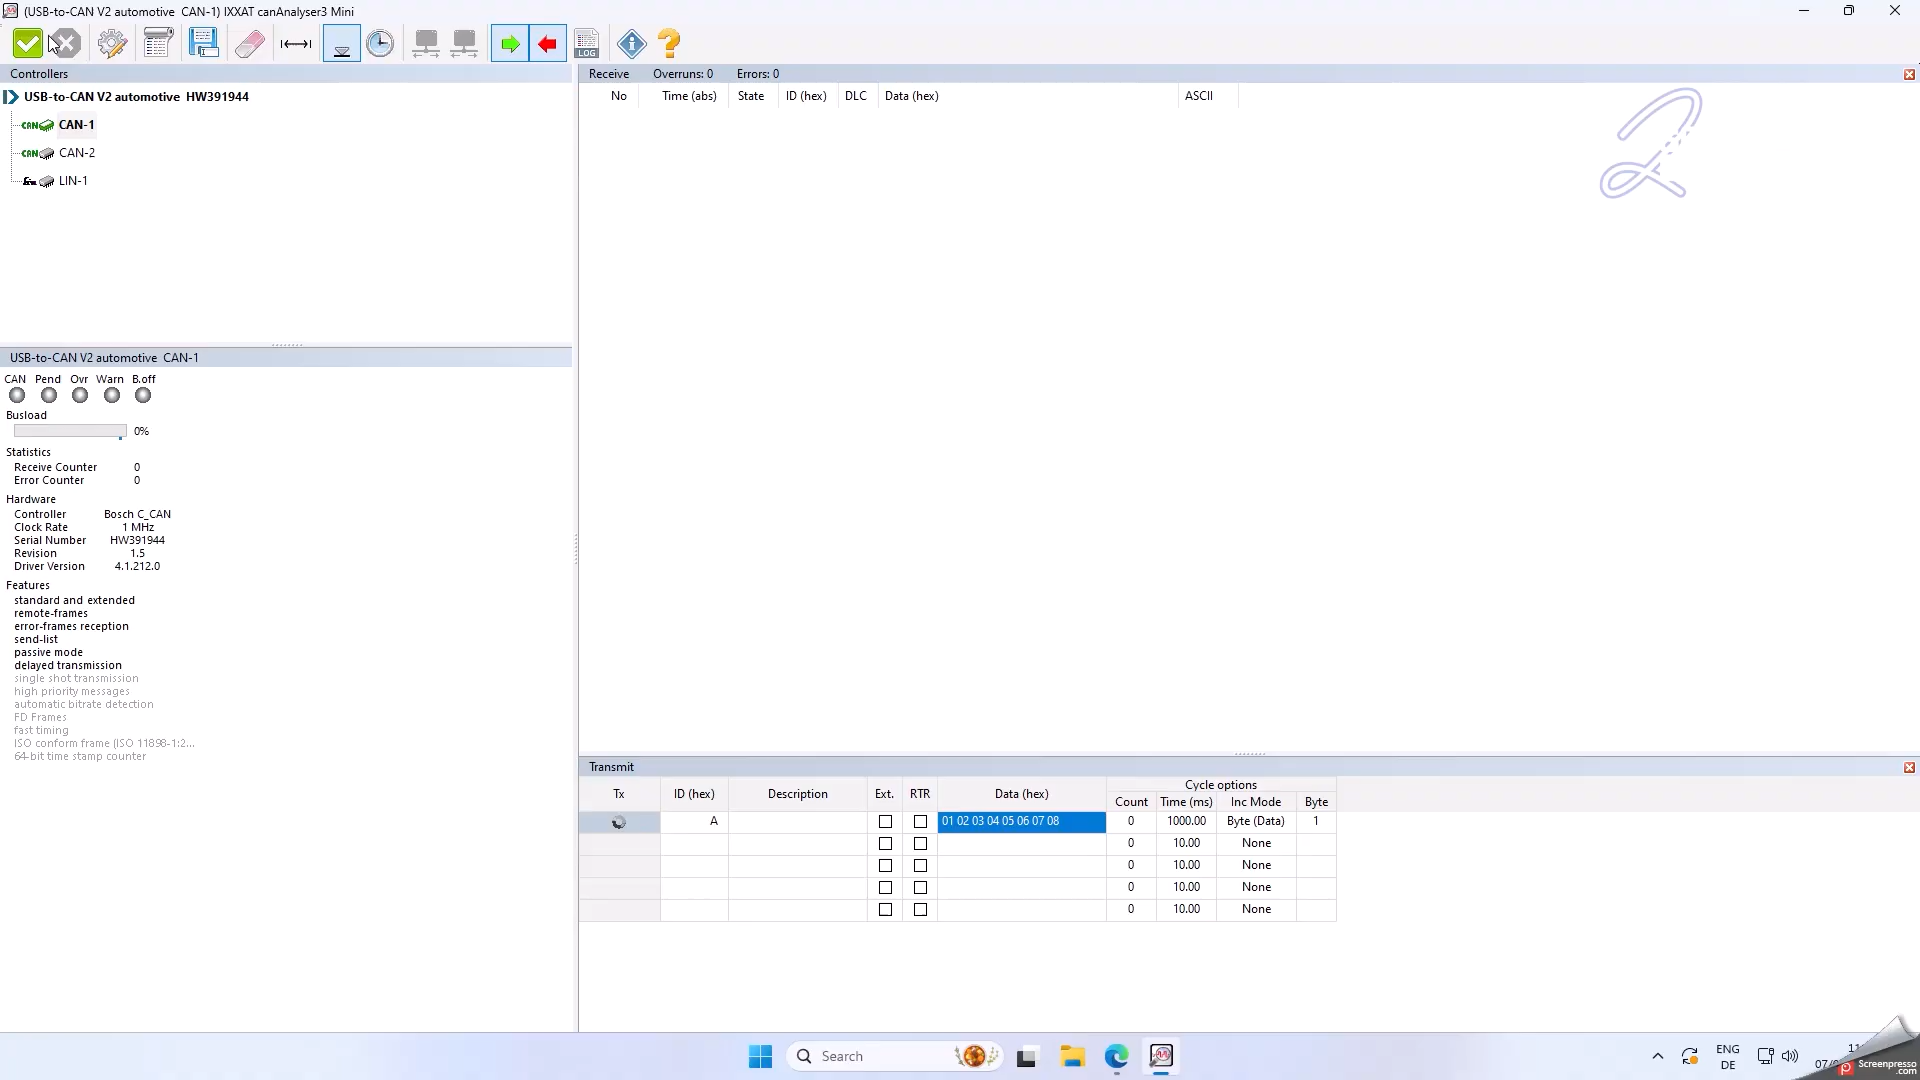 (USB-to-CAN V2 automotive  CAN-1) IXXAT canAnalyser3 Mini
LOG
Controllers
USB-to-CAN V2 automotive  HW391944
CAN CAN-1
CAN CAN-2
LIN-1
USB-to-CAN V2 automotive  CAN-1
CAN Pend Ovr Warn B.off
Busload
0%
Statistics
Receive Counter 0
Error Counter 0
Hardware
Controller Bosch C_CAN
Clock Rate 1 MHz
Serial Number HW391944
Revision 1.5
Driver Version 4.1.212.0
Features
standard and extended
remote-frames
error-frames reception
send-list
passive mode
delayed transmission
single shot transmission
high priority messages
automatic bitrate detection
FD Frames
fast timing
ISO conform frame (ISO 11898-1:2...
64-bit time stamp counter
Receive Overruns: 0 Errors: 0
No Time (abs) State ID (hex) DLC Data (hex) ASCII
Transmit
Cycle options
Tx ID (hex) Description Ext. RTR Data (hex) Count Time (ms) Inc Mode Byte
A 01 02 03 04 05 06 07 08 0 1000.00 Byte (Data) 1
0 10.00 None
0 10.00 None
0 10.00 None
0 10.00 None
Search
ENG
DE
Screenpresso
.com